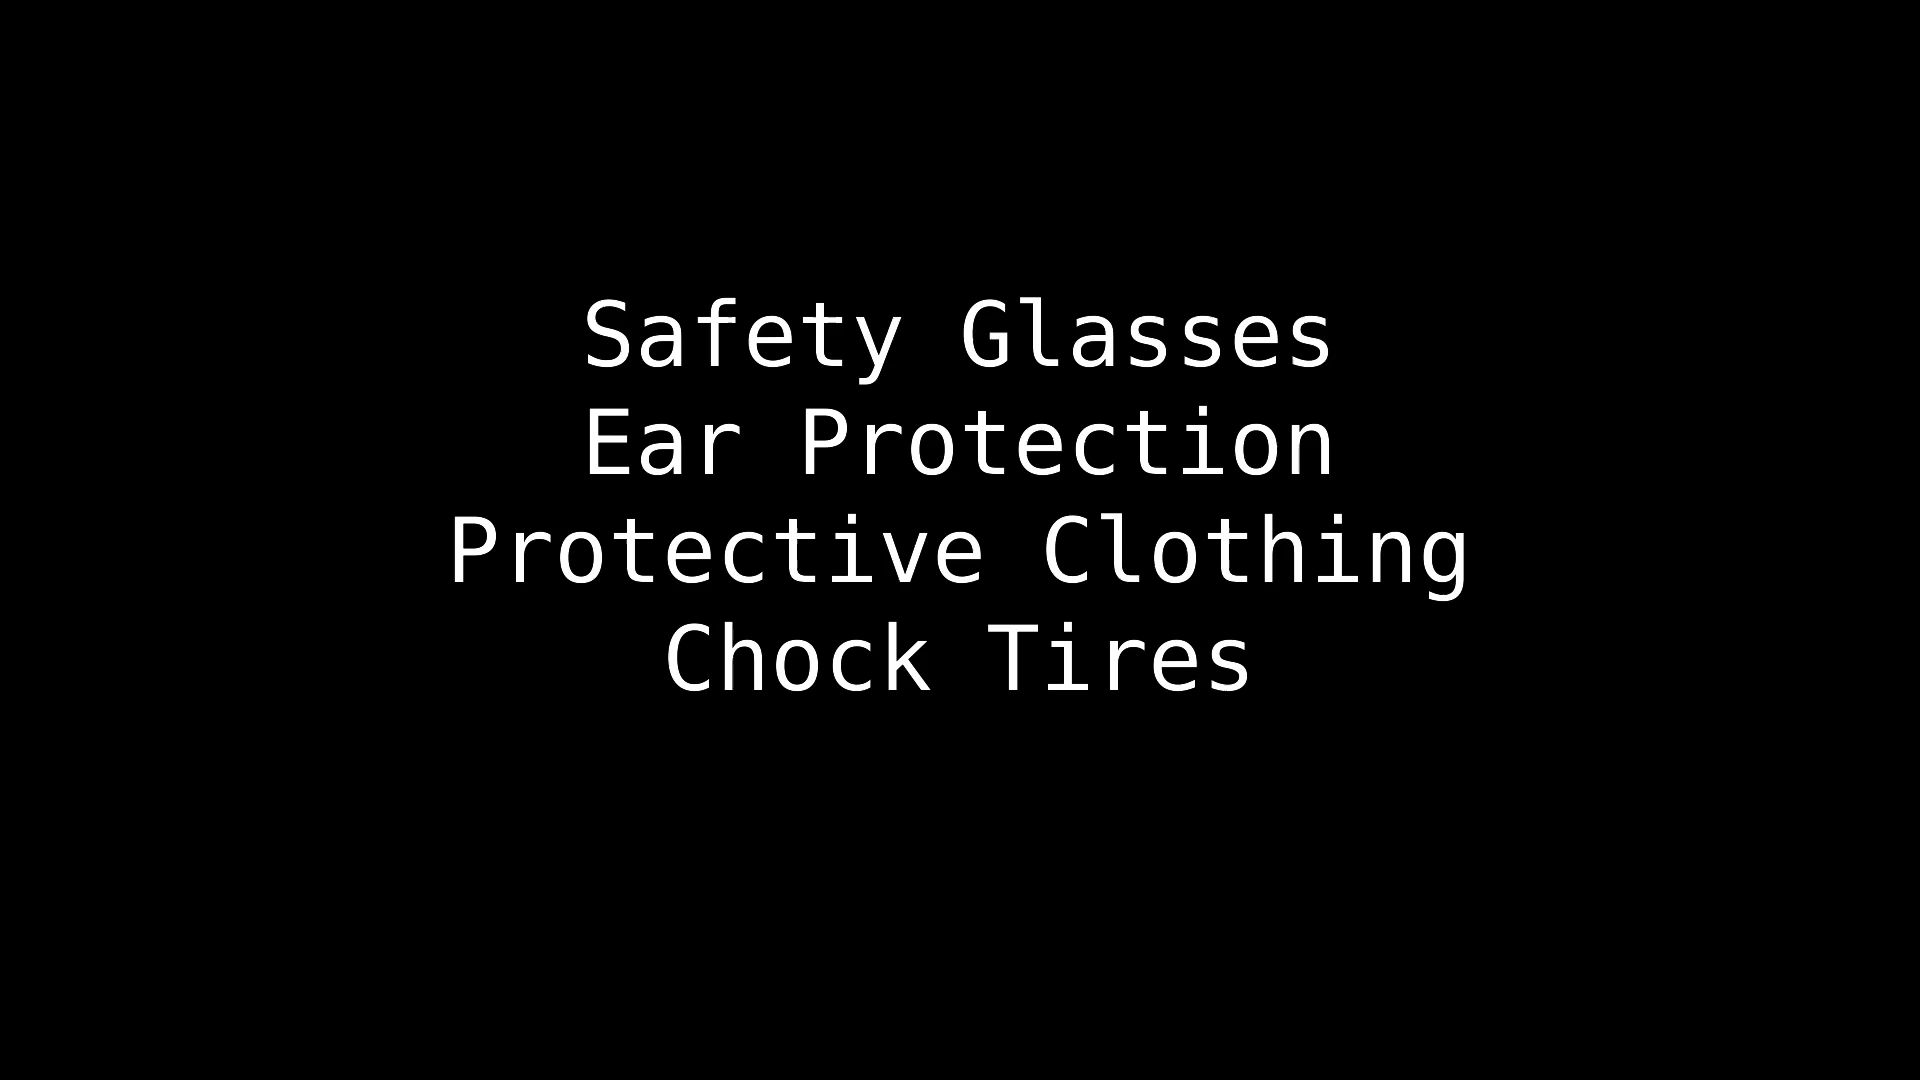 Safety Glasses
Ear Protection
Protective Clothing
Chock Tires